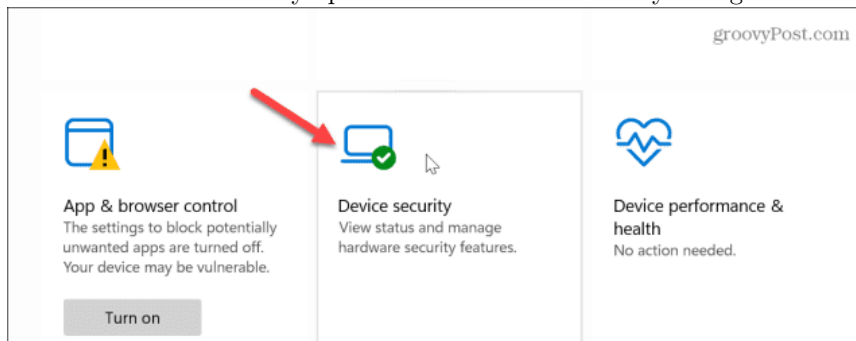 groovyPost.com
App & browser control
The settings to block potentially
unwanted apps are turned off.
Your device may be vulnerable.
Turn on
Device security
View status and manage
hardware security features.
Device performance &
health
No action needed.